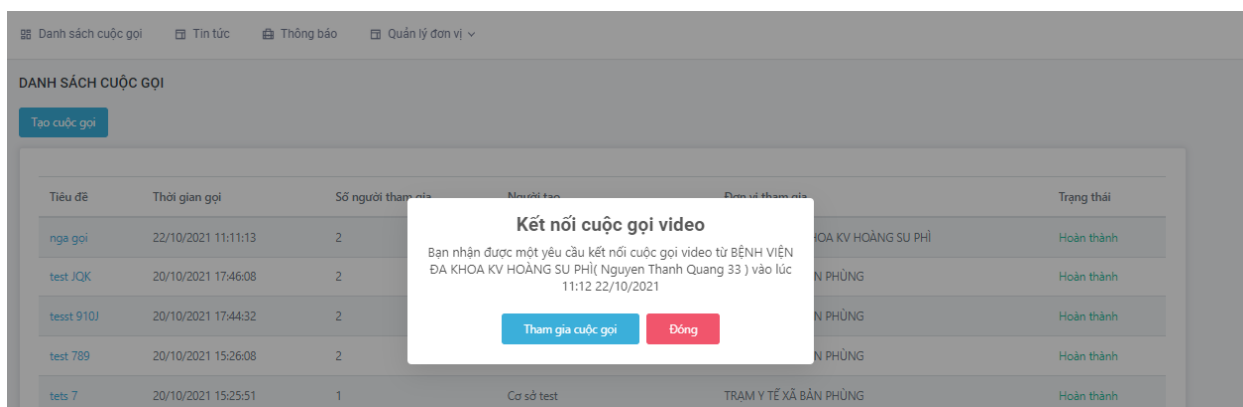 Danh sách cuộc gọi Tin tức Thông báo Quản lý đơn vị
DANH SÁCH CUỘC GỌI
Tạo cuộc gọi
Tiêu đề Thời gian gọi Số người tham gia Người tạo Đơn vị tham gia Trạng thái
Kết nối cuộc gọi video
nga gọi 22/10/2021 11:11:13 2 KHOA KV HOÀNG SU PHÌ Hoàn thành
Bạn nhận được một yêu cầu kết nối cuộc gọi video từ BỆNH VIỆN
ĐA KHOA KV HOÀNG SU PHÌ( Nguyen Thanh Quang 33 ) vào lúc
11:12 22/10/2021
test JQK 20/10/2021 17:46:08 2 N PHÙNG Hoàn thành
tesst 910J 20/10/2021 17:44:32 2 N PHÙNG Hoàn thành
Tham gia cuộc gọi Đóng
test 789 20/10/2021 15:26:08 2 N PHÙNG Hoàn thành
tets 7 20/10/2021 15:25:51 1 Cơ sở test TRẠM Y TẾ XÃ BẢN PHÙNG Hoàn thành